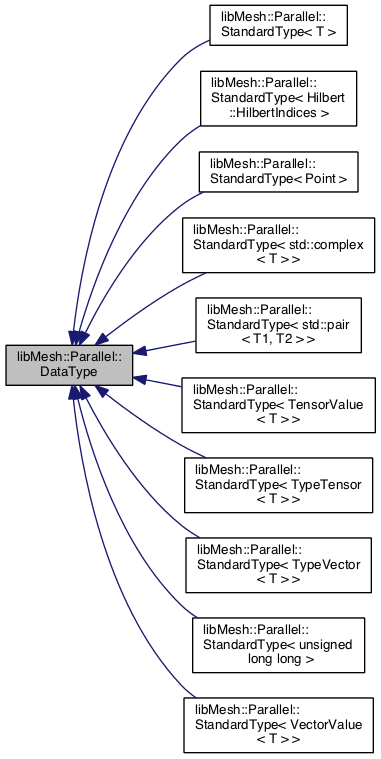 libMesh::Parallel::
StandardType< T >
libMesh::Parallel::
StandardType< Hilbert
::HilbertIndices >
libMesh::Parallel::
StandardType< Point >
libMesh::Parallel::
StandardType< std::complex
< T > >
libMesh::Parallel::
StandardType< std::pair
< T1, T2 > >
libMesh::Parallel::
DataType
libMesh::Parallel::
StandardType< TensorValue
< T > >
libMesh::Parallel::
StandardType< TypeTensor
< T > >
libMesh::Parallel::
StandardType< TypeVector
< T > >
libMesh::Parallel::
StandardType< unsigned
long long >
libMesh::Parallel::
StandardType< VectorValue
< T > >